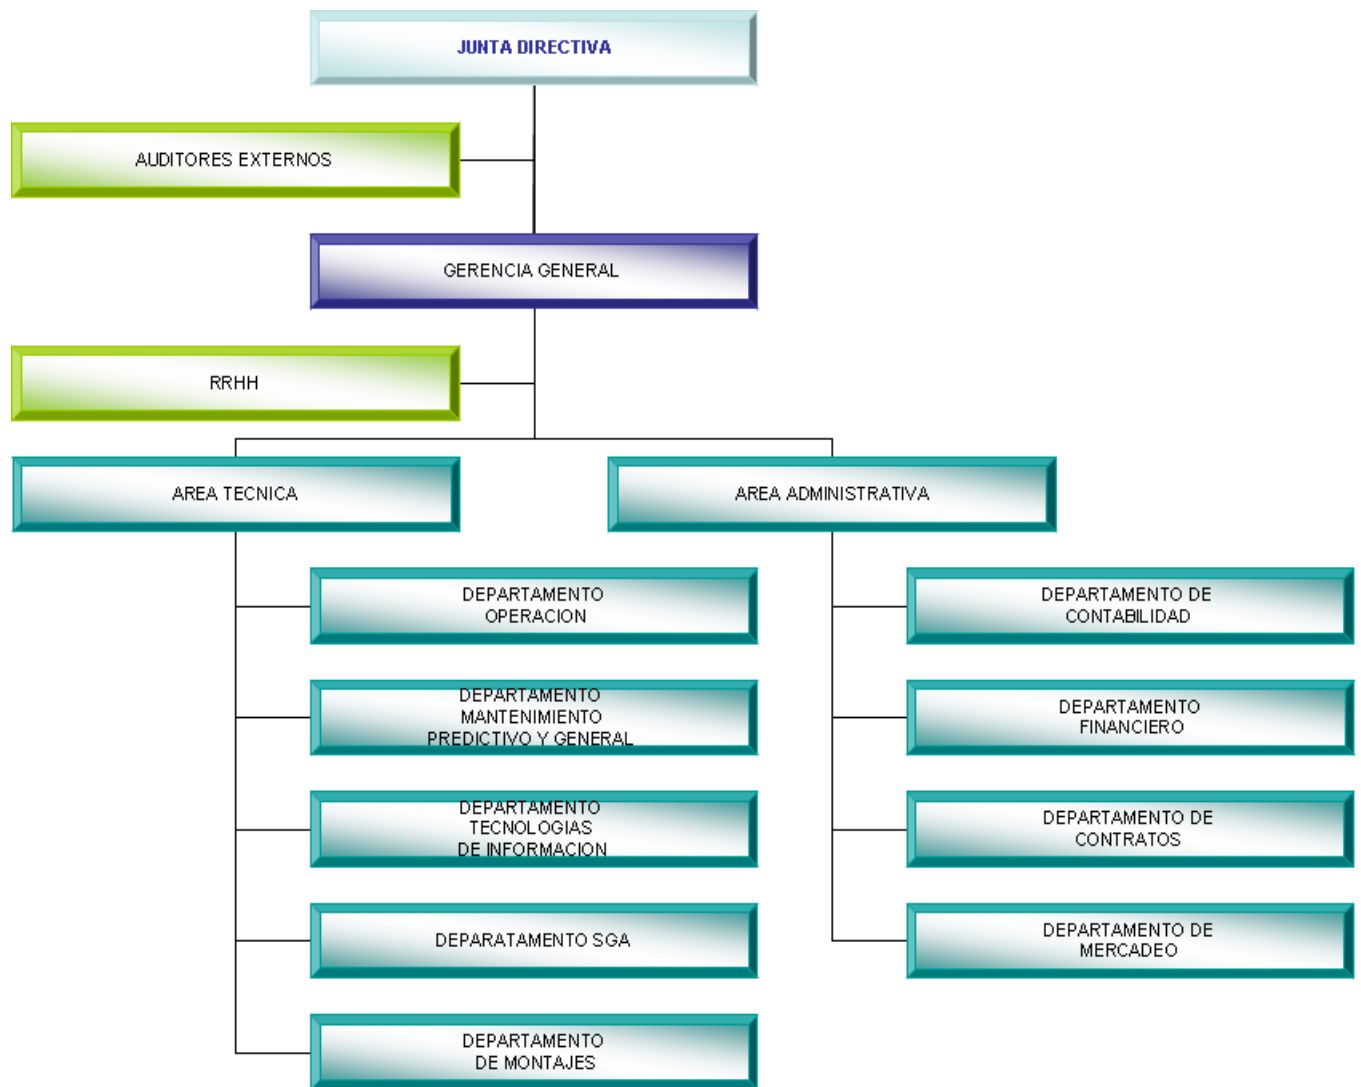 JUNTA DIRECTIVA
AUDITORES EXTERNOS
GERENCIA GENERAL
RRHH
AREA TECNICA
AREA ADMINISTRATIVA
DEPARTAMENTO
OPERACION
DEPARTAMENTO
MANTENIMIENTO
PREDICTIVO Y GENERAL
DEPARTAMENTO
TECNOLOGIAS
DE INFORMACION
DEPARATAMENTO SGA
DEPARTAMENTO
DE MONTAJES
DEPARTAMENTO DE
CONTABILIDAD
DEPARTAMENTO
FINANCIERO
DEPARTAMENTO DE
CONTRATOS
DEPARTAMENTO DE
MERCADEO